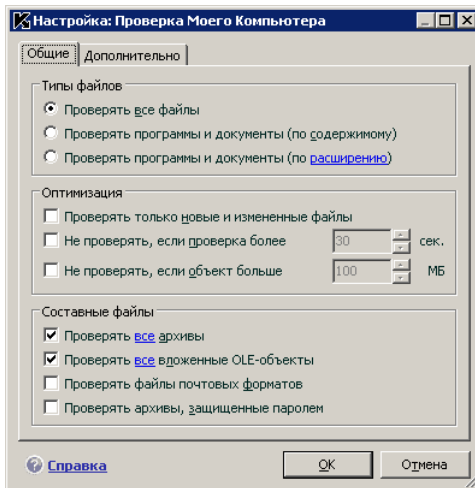 Настройка: Проверка Моего Компьютера
Общие Дополнительно
Типы файлов
Проверять все файлы
Проверять программы и документы (по содержимому)
Проверять программы и документы (по расширению)
Оптимизация
Проверять только новые и измененные файлы
Не проверять, если проверка более 30 сек.
Не проверять, если объект больше 100 МБ
Составные файлы
Проверять все архивы
Проверять все вложенные OLE-объекты
Проверять файлы почтовых форматов
Проверять архивы, защищенные паролем
Справка OK Отмена